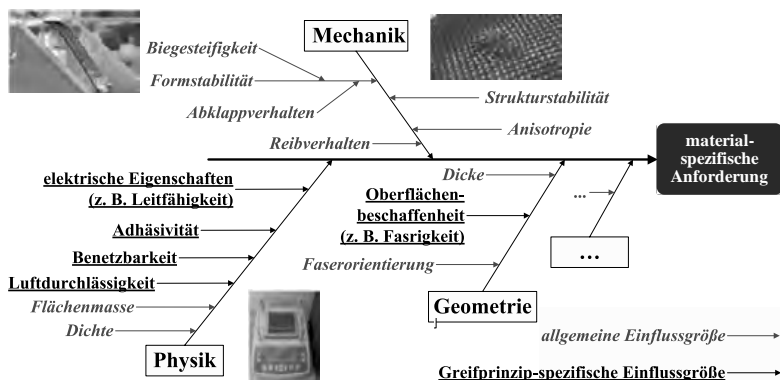 Mechanik
Biegesteifigkeit
Formstabilität
Abklappverhalten
Reibverhalten
Strukturstabilität
Anisotropie
material-
spezifische
Anforderung
elektrische Eigenschaften
(z. B. Leitfähigkeit)
Adhäsivität
Benetzbarkeit
Luftdurchlässigkeit
Flächenmasse
Dichte
Physik
Dicke
Oberflächen-
beschaffenheit
(z. B. Fasrigkeit)
Faserorientierung
Geometrie
...
...
allgemeine Einflussgröße
Greifprinzip-spezifische Einflussgröße